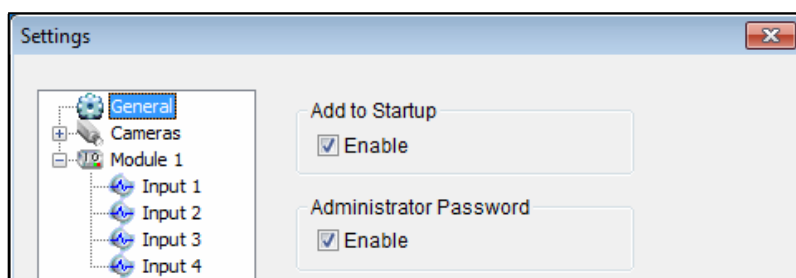 Settings
General
Cameras
Module 1
Input 1
Input 2
Input 3
Input 4
Add to Startup
Enable
Administrator Password
Enable